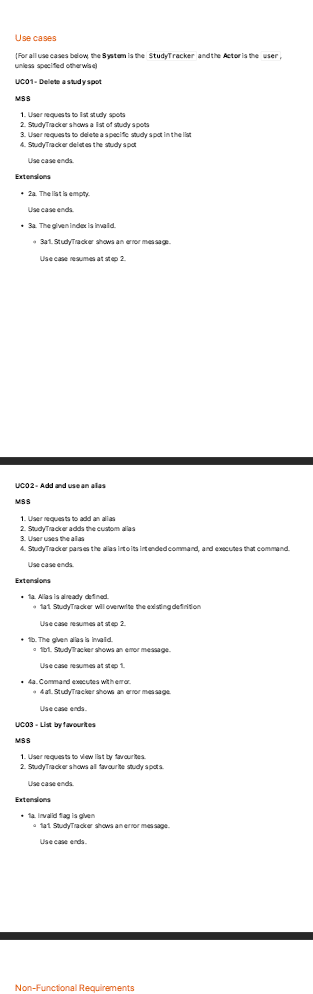 Use cases
(For all use cases below, the System is the StudyTracker and the Actor is the user,
unless specified otherwise)
UC01 - Delete a study spot
MSS
1. User requests to list study spots
2. StudyTracker shows a list of study spots
3. User requests to delete a specific study spot in the list
4. StudyTracker deletes the study spot
Use case ends.
Extensions
• 2a. The list is empty.
Use case ends.
• 3a. The given index is invalid.
◦ 3a1. StudyTracker shows an error message.
Use case resumes at step 2.
UC02 - Add and use an alias
MSS
1. User requests to add an alias
2. StudyTracker adds the custom alias
3. User uses the alias
4. StudyTracker parses the alias into its intended command, and executes that command.
Use case ends.
Extensions
• 1a. Alias is already defined.
◦ 1a1. StudyTracker will overwrite the existing definition
Use case resumes at step 2.
• 1b. The given alias is invalid.
◦ 1b1. StudyTracker shows an error message.
Use case resumes at step 1.
• 4a. Command executes with error.
◦ 4a1. StudyTracker shows an error message.
Use case ends.
UC03 - List by favourites
MSS
1. User requests to view list by favourites.
2. StudyTracker shows all favourite study spots.
Use case ends.
Extensions
• 1a. Invalid flag is given
◦ 1a1. StudyTracker shows an error message.
Use case ends.
Non-Functional Requirements